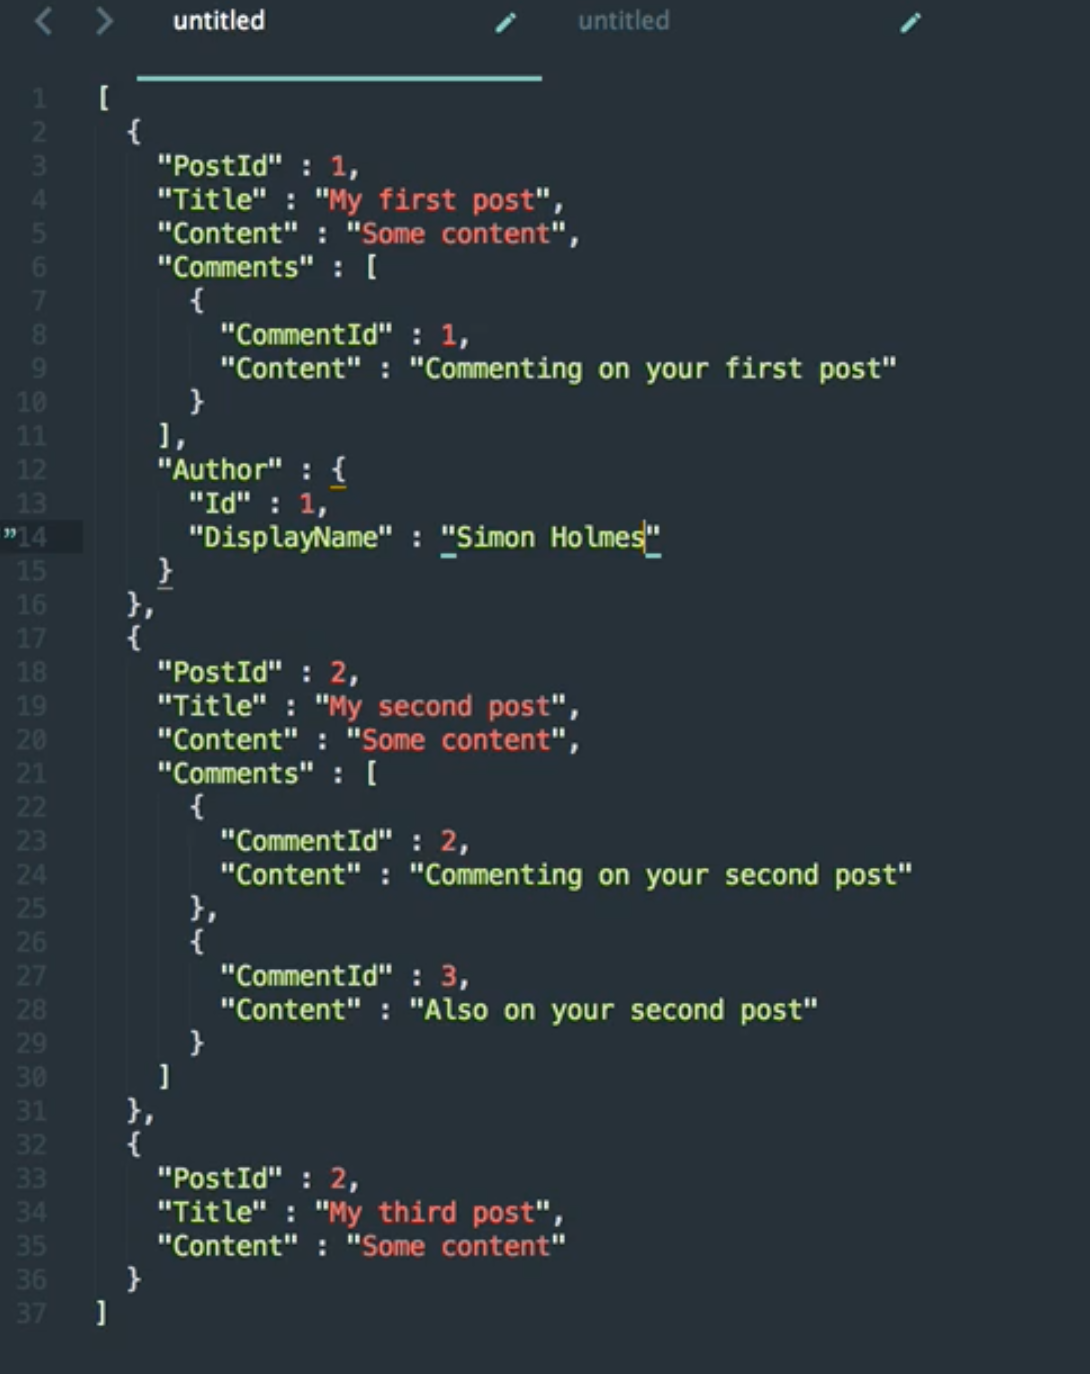 untitled untitled
1 [
2 {
3 "PostId" : 1,
4 "Title" : "My first post",
5 "Content" : "Some content",
6 "Comments" : [
7 {
8 "CommentId" : 1,
9 "Content" : "Commenting on your first post"
10 }
11 ],
12 "Author" : {
13 "Id" : 1,
14 "DisplayName" : "Simon Holmes"
15 }
16 },
17 {
18 "PostId" : 2,
19 "Title" : "My second post",
20 "Content" : "Some content",
21 "Comments" : [
22 {
23 "CommentId" : 2,
24 "Content" : "Commenting on your second post"
25 },
26 {
27 "CommentId" : 3,
28 "Content" : "Also on your second post"
29 }
30 ]
31 },
32 {
33 "PostId" : 2,
34 "Title" : "My third post",
35 "Content" : "Some content"
36 }
37 ]